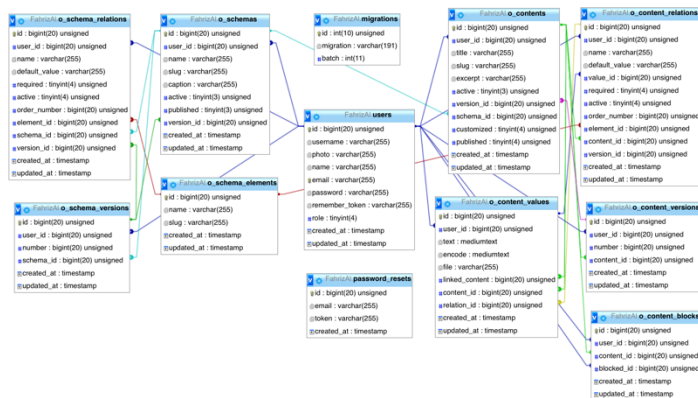 FahrizAl o_schema_relations
id : bigint(20) unsigned
user_id : bigint(20) unsigned
name : varchar(255)
default_value : varchar(255)
required : tinyint(4) unsigned
active : tinyint(4) unsigned
order_number : bigint(20) unsigned
element_id : bigint(20) unsigned
schema_id : bigint(20) unsigned
version_id : bigint(20) unsigned
created_at : timestamp
updated_at : timestamp
FahrizAl o_schema_versions
id : bigint(20) unsigned
user_id : bigint(20) unsigned
number : bigint(20) unsigned
schema_id : bigint(20) unsigned
created_at : timestamp
updated_at : timestamp
FahrizAl o_schemas
id : bigint(20) unsigned
user_id : bigint(20) unsigned
name : varchar(255)
slug : varchar(255)
caption : varchar(255)
active : tinyint(3) unsigned
published : tinyint(3) unsigned
version_id : bigint(20) unsigned
created_at : timestamp
updated_at : timestamp
FahrizAl o_schema_elements
id : bigint(20) unsigned
name : varchar(255)
slug : varchar(255)
created_at : timestamp
updated_at : timestamp
FahrizAl migrations
id : int(10) unsigned
migration : varchar(191)
batch : int(11)
FahrizAl users
id : bigint(20) unsigned
username : varchar(255)
photo : varchar(255)
name : varchar(255)
email : varchar(255)
password : varchar(255)
remember_token : varchar(255)
role : tinyint(4)
created_at : timestamp
updated_at : timestamp
FahrizAl password_resets
id : bigint(20) unsigned
email : varchar(255)
token : varchar(255)
created_at : timestamp
FahrizAl o_contents
id : bigint(20) unsigned
user_id : bigint(20) unsigned
title : varchar(255)
slug : varchar(255)
excerpt : varchar(255)
active : tinyint(3) unsigned
version_id : bigint(20) unsigned
schema_id : bigint(20) unsigned
customized : tinyint(4) unsigned
published : tinyint(4) unsigned
created_at : timestamp
updated_at : timestamp
FahrizAl o_content_values
id : bigint(20) unsigned
user_id : bigint(20) unsigned
text : mediumtext
encode : mediumtext
file : varchar(255)
linked_content : bigint(20) unsigned
content_id : bigint(20) unsigned
relation_id : bigint(20) unsigned
created_at : timestamp
updated_at : timestamp
FahrizAl o_content_relations
id : bigint(20) unsigned
user_id : bigint(20) unsigned
name : varchar(255)
default_value : varchar(255)
value_id : bigint(20) unsigned
required : tinyint(4) unsigned
active : tinyint(4) unsigned
order_number : bigint(20) unsigned
element_id : bigint(20) unsigned
content_id : bigint(20) unsigned
version_id : bigint(20) unsigned
created_at : timestamp
updated_at : timestamp
FahrizAl o_content_versions
id : bigint(20) unsigned
user_id : bigint(20) unsigned
number : bigint(20) unsigned
content_id : bigint(20) unsigned
created_at : timestamp
updated_at : timestamp
FahrizAl o_content_blocks
id : bigint(20) unsigned
user_id : bigint(20) unsigned
content_id : bigint(20) unsigned
blocked_id : bigint(20) unsigned
created_at : timestamp
updated_at : timestamp